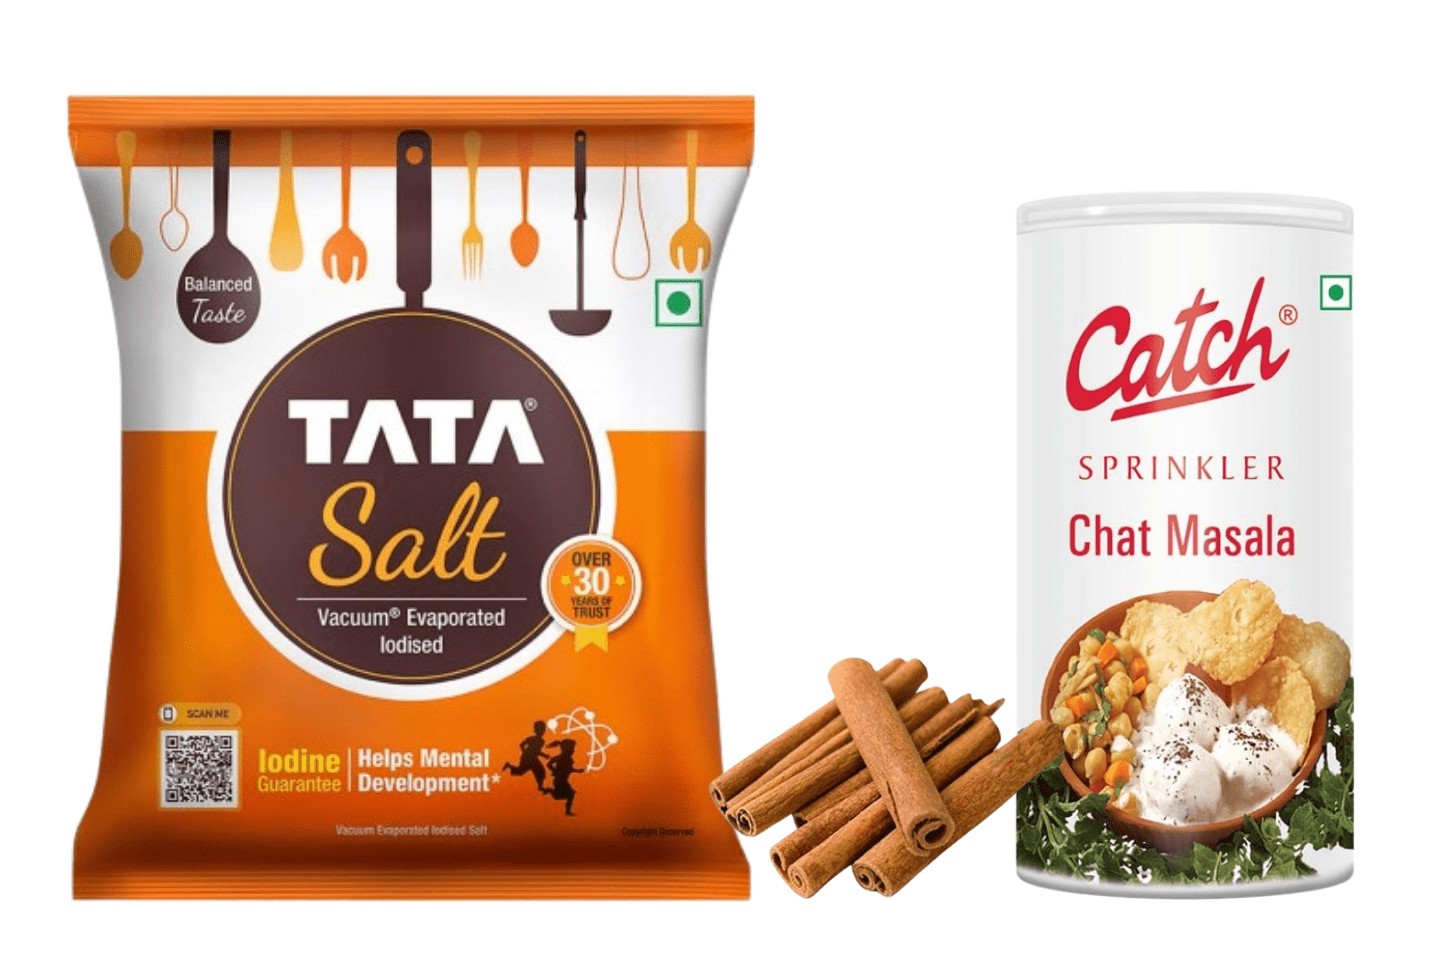 Balanced
Taste
TATA®
Salt
Vacuum® Evaporated
Iodised
OVER
30
YEARS OF
TRUST
SCAN ME
Iodine
Guarantee
Helps Mental
Development*
Vacuum Evaporated Iodised Salt
Copyright Reserved
Catch®
SPRINKLER
Chat Masala